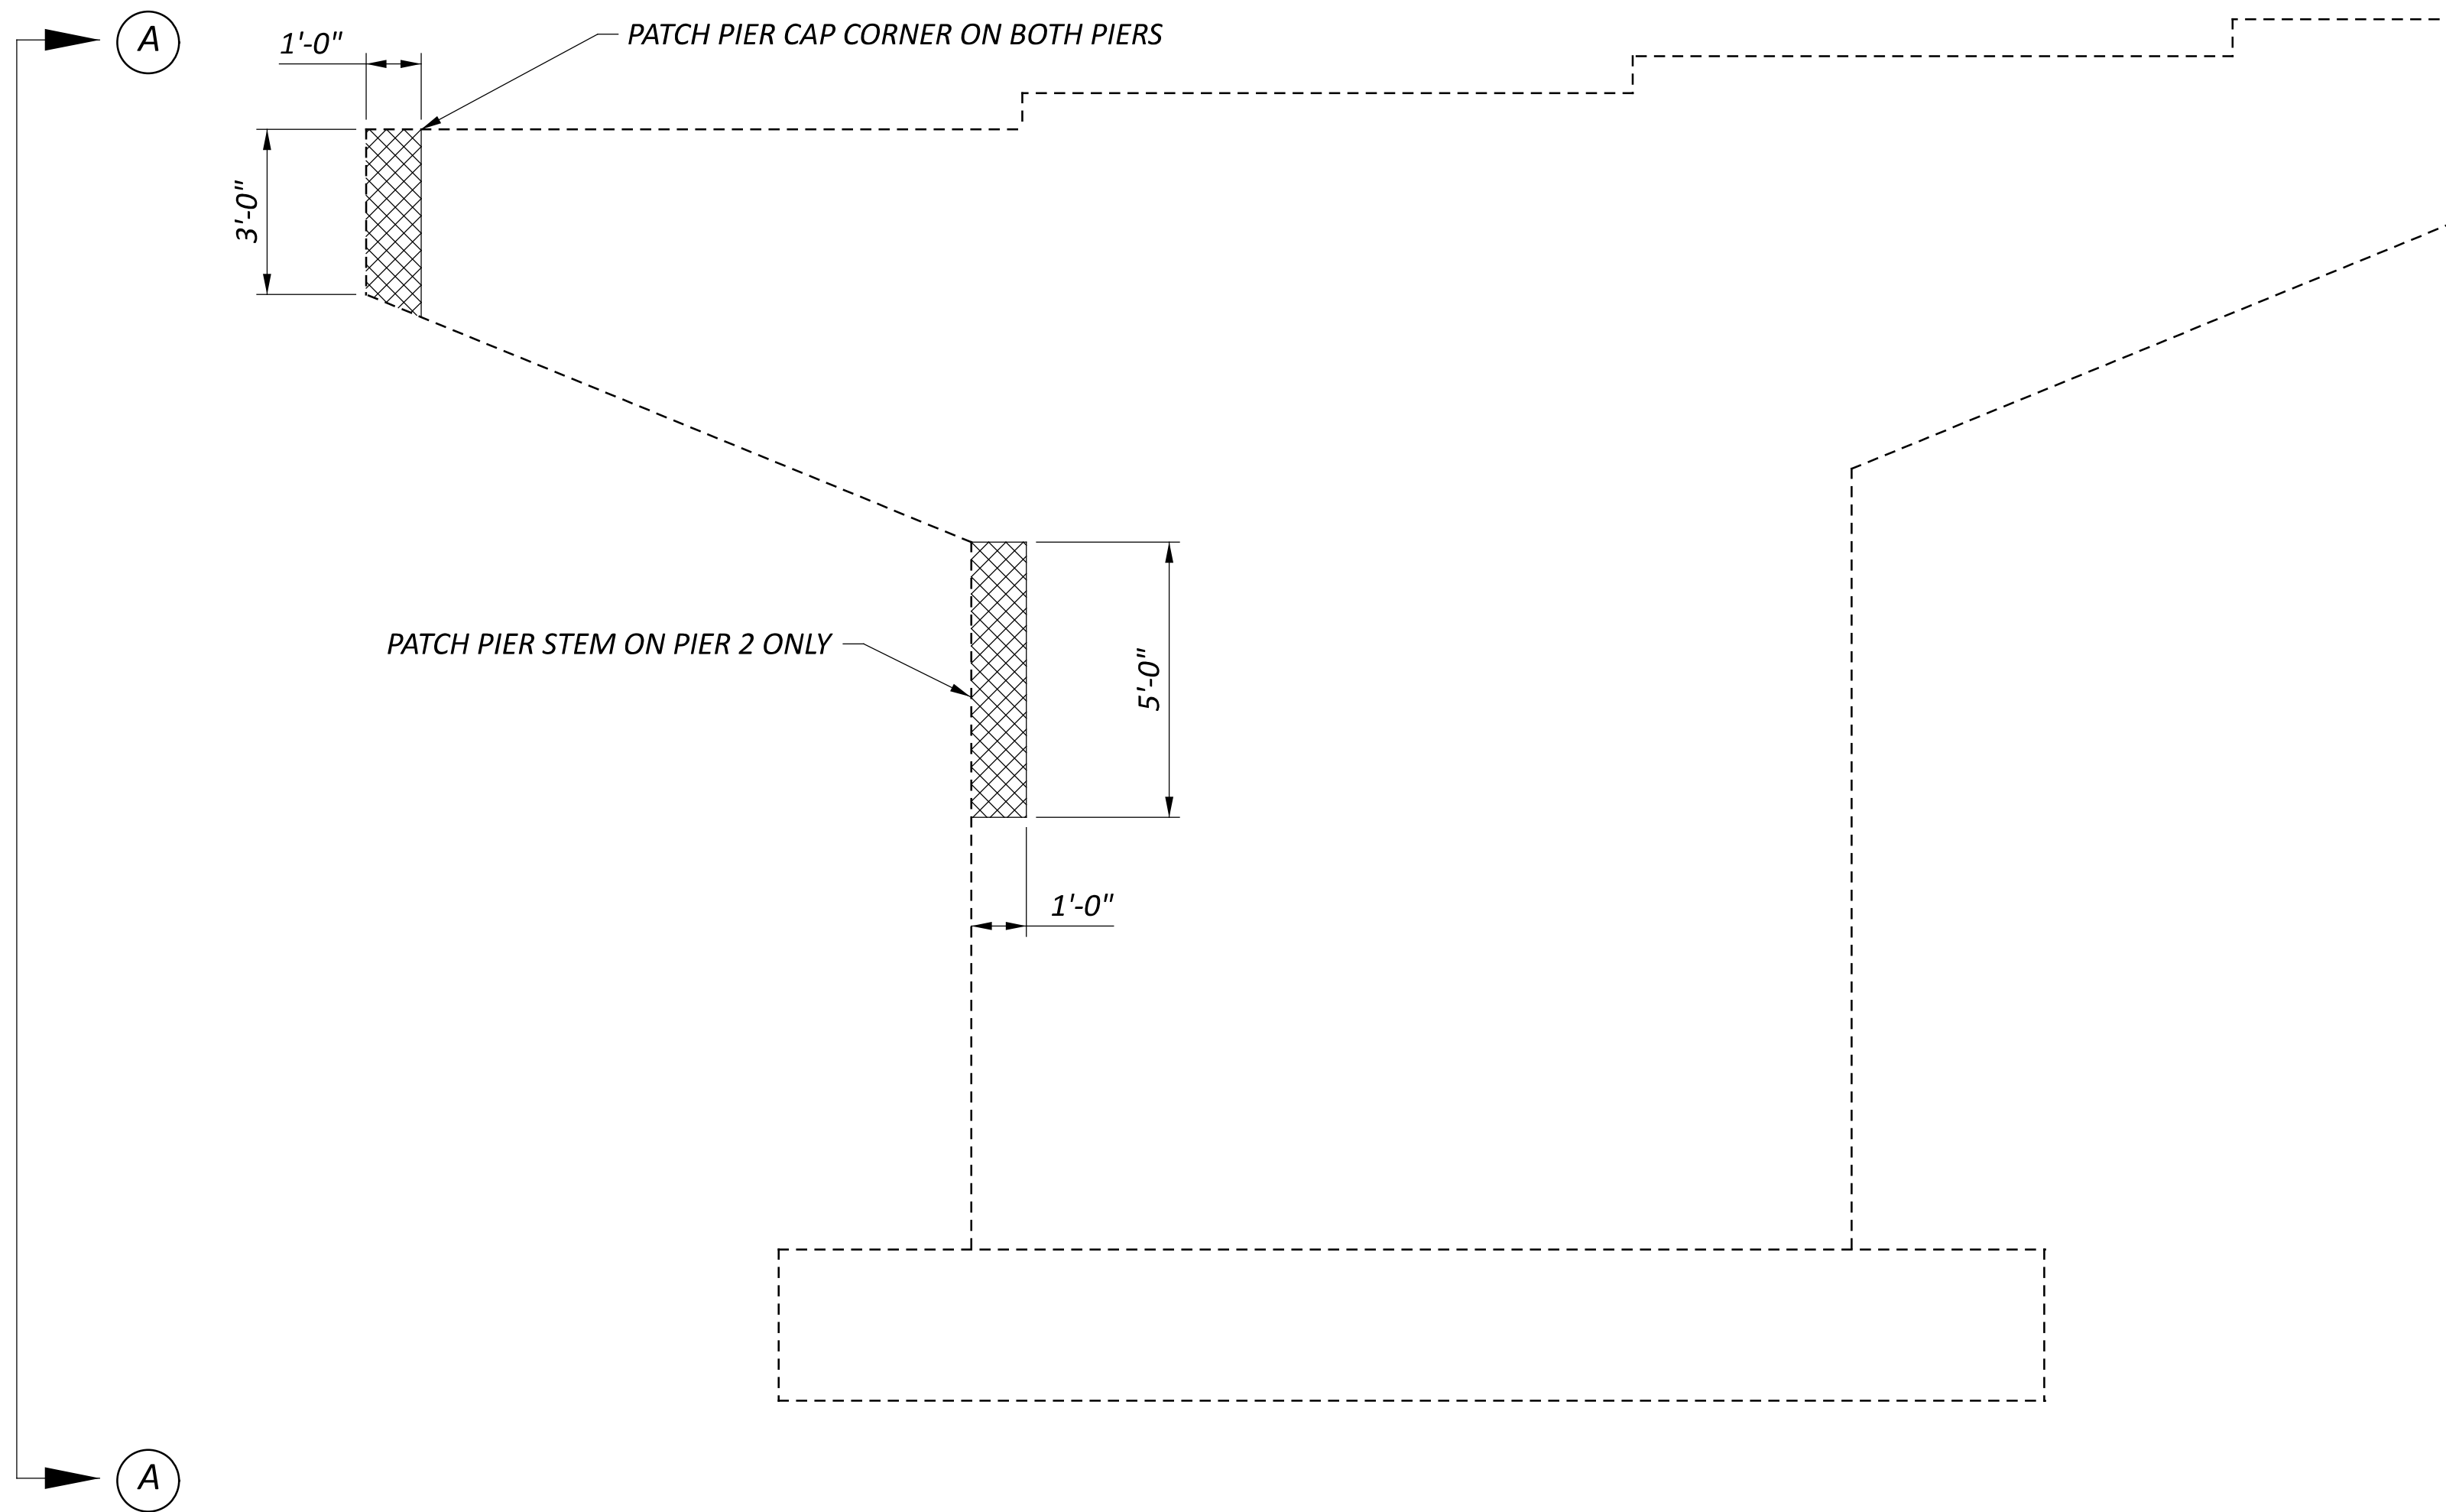 A
1'-0"
PATCH PIER CAP CORNER ON BOTH PIERS
3'-0"
PATCH PIER STEM ON PIER 2 ONLY
5'-0"
1'-0"
A